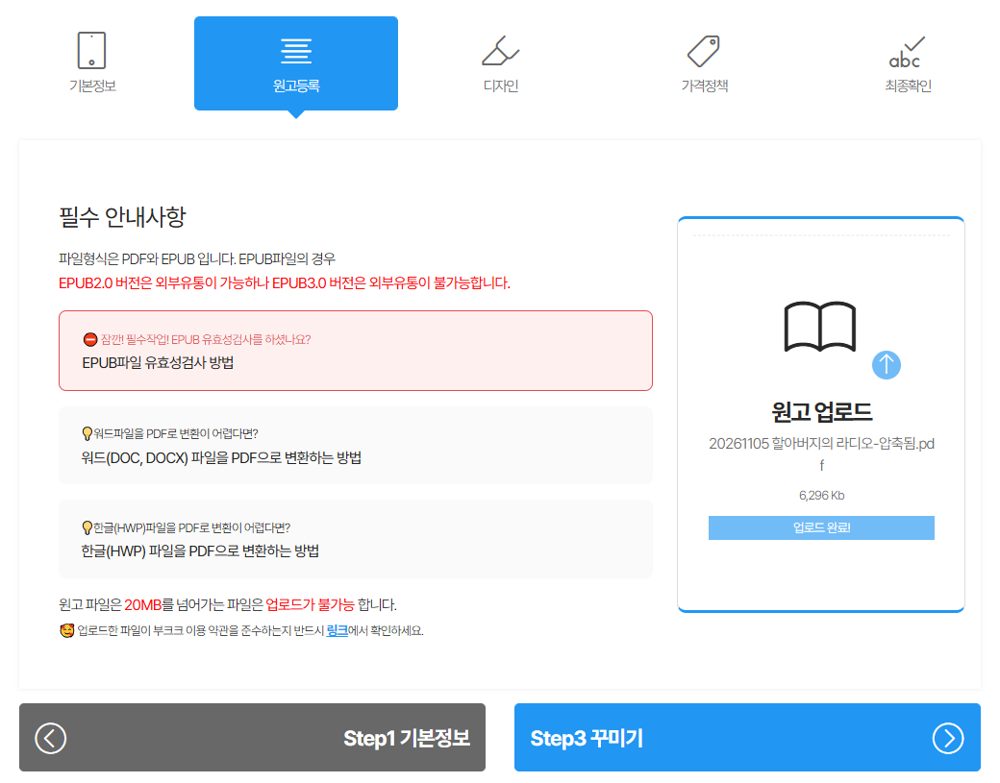 기본정보
원고등록
디자인
가격정책
abc
최종확인
필수 안내사항
파일형식은 PDF와 EPUB 입니다. EPUB파일의 경우
EPUB2.0 버전은 외부유통이 가능하나 EPUB3.0 버전은 외부유통이 불가능합니다.
잠깐! 필수작업! EPUB 유효성검사를 하셨나요?
EPUB파일 유효성검사 방법
워드파일을 PDF로 변환이 어렵다면?
워드(DOC, DOCX) 파일을 PDF으로 변환하는 방법
한글(HWP)파일을 PDF로 변환이 어렵다면?
한글(HWP) 파일을 PDF으로 변환하는 방법
원고 파일은 20MB를 넘어가는 파일은 업로드가 불가능 합니다.
업로드한 파일이 부크크 이용 약관을 준수하는지 반드시 링크에서 확인하세요.
원고 업로드
20261105 할아버지의 라디오-압축됨.pd
f
6,296 Kb
업로드 완료!
Step1 기본정보
Step3 꾸미기